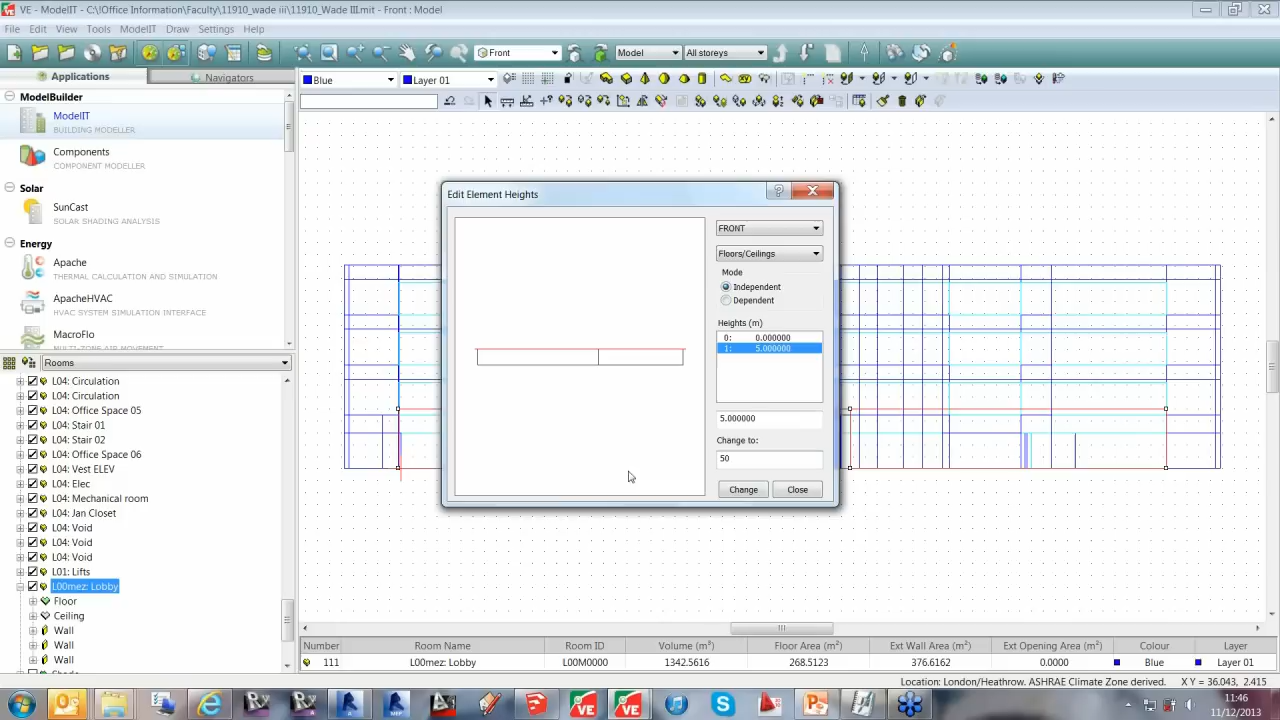 VE - ModelIT - C:\!Office Information\Faculty\11910_wade iii\11910_Wade III.mit - Front : Model
File Edit View Tools ModelIT Draw Settings Help
Front Model All storeys
Applications Navigators
Blue Layer 01
ModelBuilder
ModelIT
BUILDING MODELLER
Components
COMPONENT MODELLER
Solar
SunCast
SOLAR SHADING ANALYSIS
Energy
Apache
THERMAL CALCULATION AND SIMULATION
ApacheHVAC
HVAC SYSTEM SIMULATION INTERFACE
MacroFlo
MULTI-ZONE AIR MOVEMENT
Rooms
L04: Circulation
L04: Circulation
L04: Office Space 05
L04: Stair 01
L04: Stair 02
L04: Office Space 06
L04: Vest ELEV
L04: Elec
L04: Mechanical room
L04: Jan Closet
L04: Void
L04: Void
L04: Void
L01: Lifts
L00mez: Lobby
Floor
Ceiling
Wall
Wall
Wall
Shade
Edit Element Heights
FRONT
Floors/Ceilings
Mode
Independent
Dependent
Heights (m)
0: 0.000000
1: 5.000000
5.000000
Change to:
50
Change Close
Number Room Name Room ID Volume (m³) Floor Area (m²) Ext Wall Area (m²) Ext Opening Area (m²) Colour Layer
111 L00mez: Lobby L00M0000 1342.5616 268.5123 376.6162 0.0000 Blue Layer 01
Location: London/Heathrow. ASHRAE Climate Zone derived. X Y = 36.043, 2.415
11:46
11/12/2013